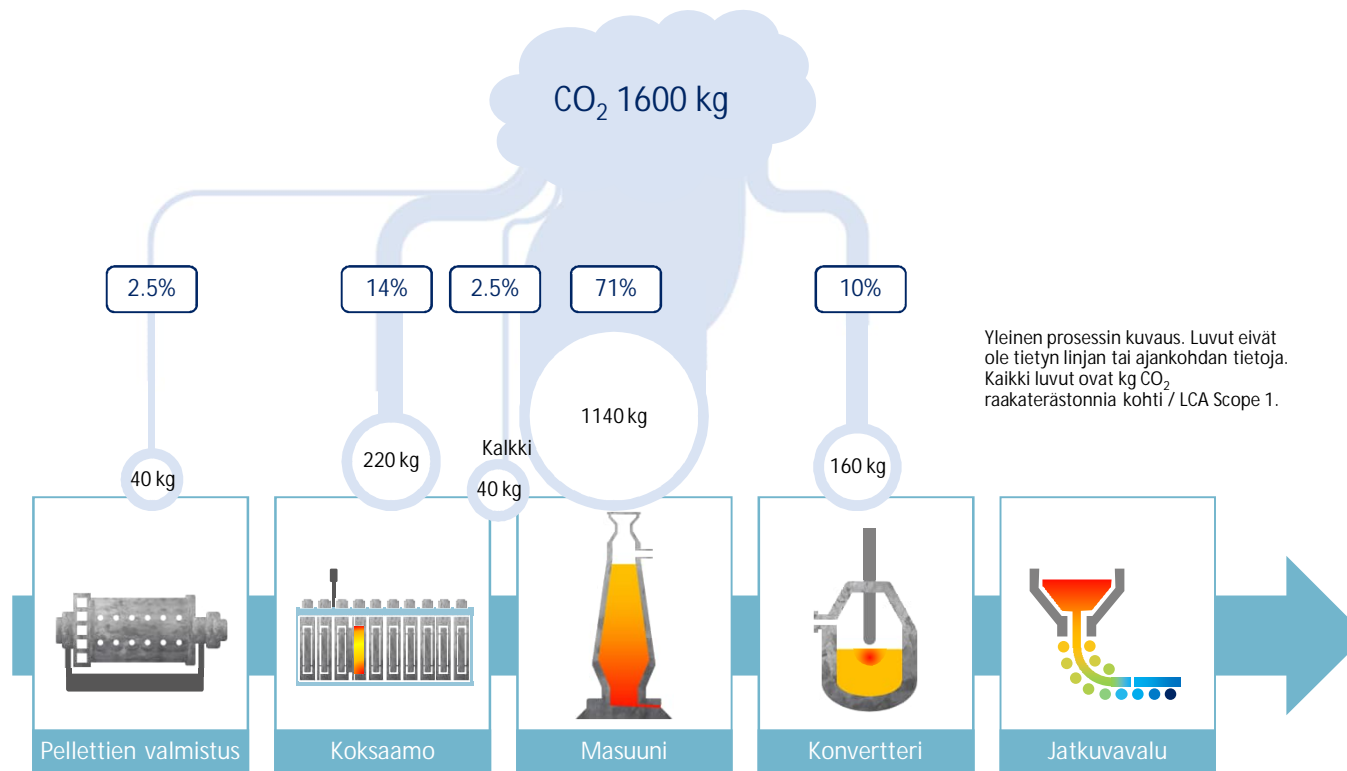 CO₂ 1600 kg
2.5%
14%
2.5%
71%
10%
Yleinen prosessin kuvaus. Luvut eivät
ole tietyn linjan tai ajankohdan tietoja.
Kaikki luvut ovat kg CO₂
raakaterästonnia kohti / LCA Scope 1.
40 kg
220 kg
Kalkki
40 kg
1140 kg
160 kg
Pellettien valmistus
Koksaamo
Masuuni
Konvertteri
Jatkuvavalu